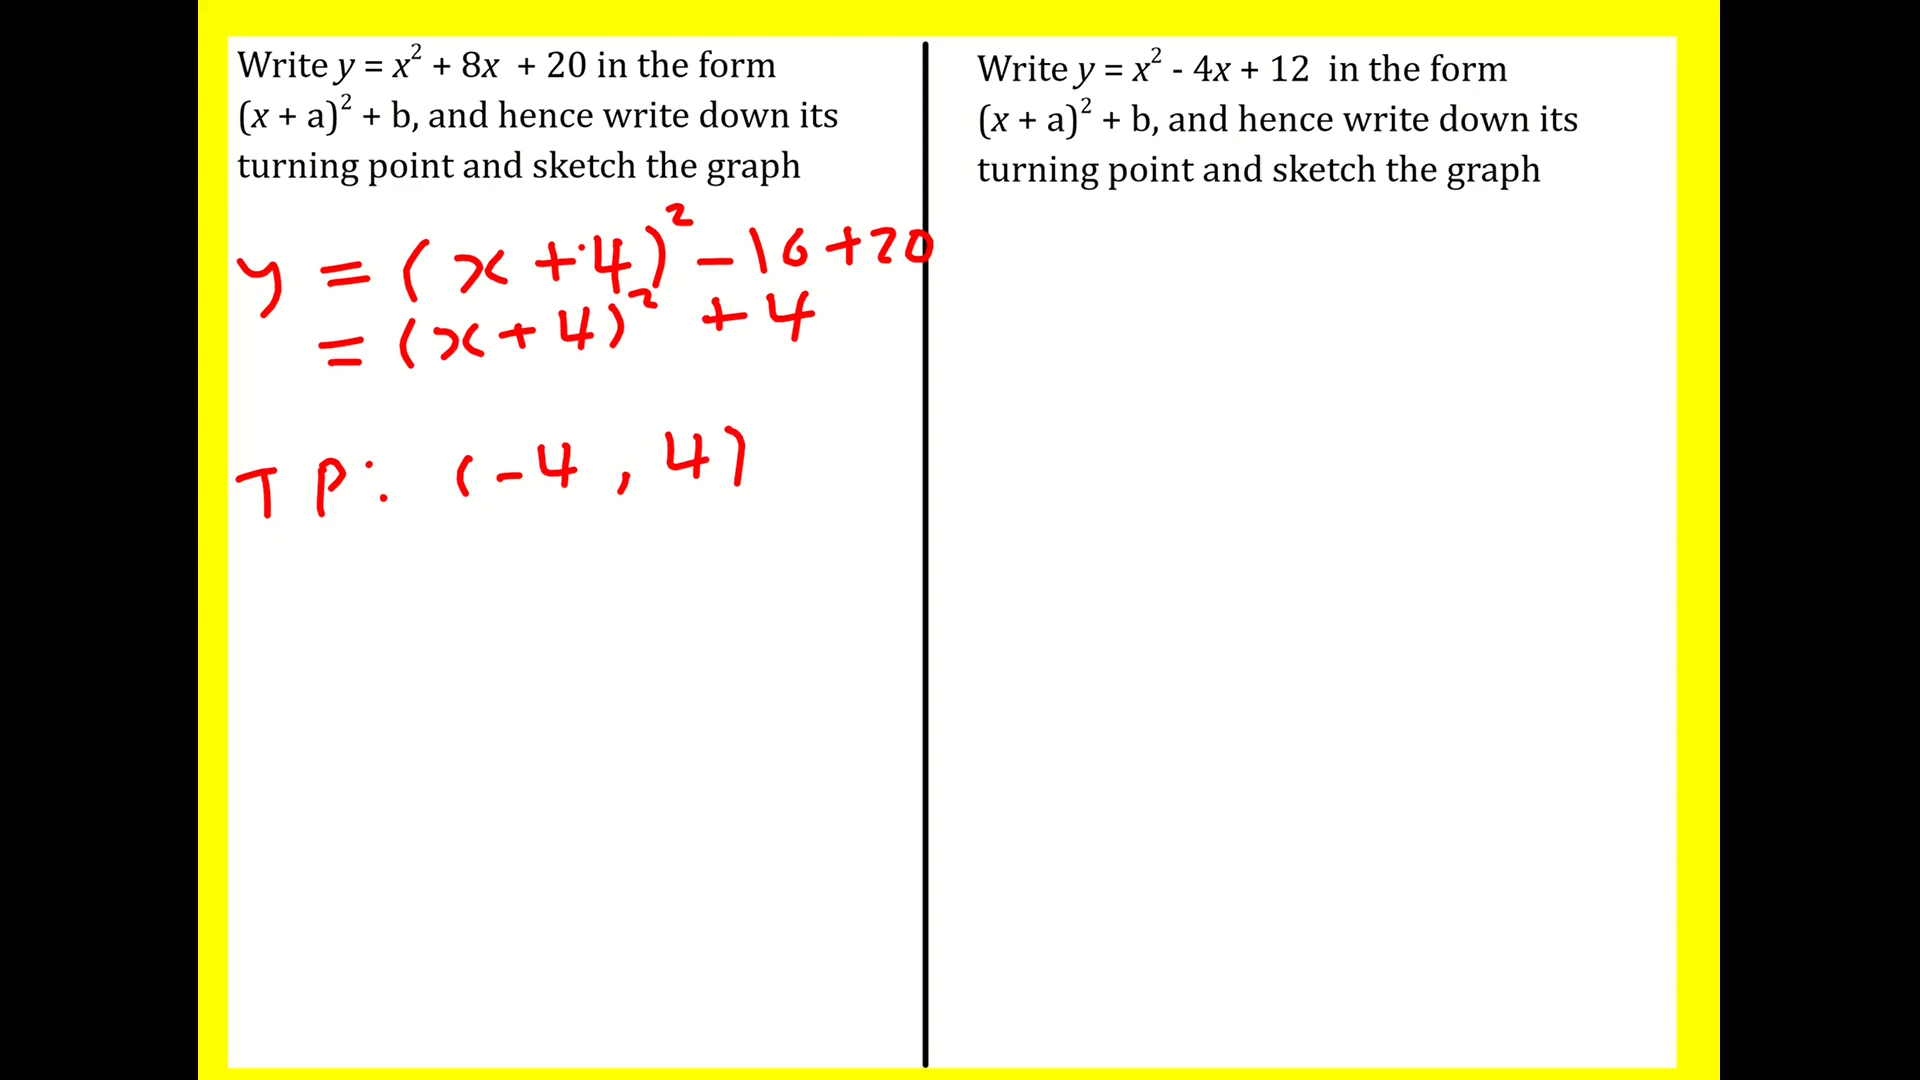 Write y = x² + 8x + 20 in the form
(x + a)² + b, and hence write down its
turning point and sketch the graph
y = (x + 4)² - 16 + 20
= (x + 4)² + 4
TP: (-4, 4)
Write y = x² - 4x + 12 in the form
(x + a)² + b, and hence write down its
turning point and sketch the graph